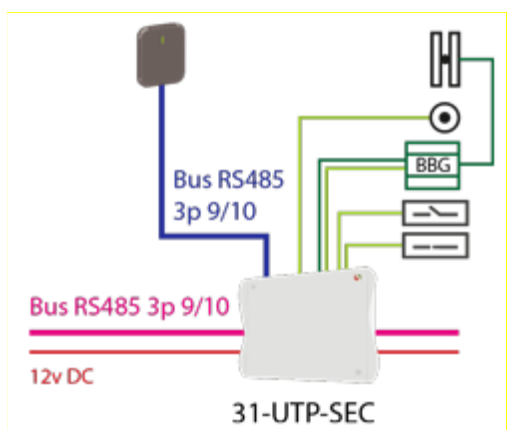 Bus RS485
3p 9/10
BBG
Bus RS485 3p 9/10
12v DC
31-UTP-SEC